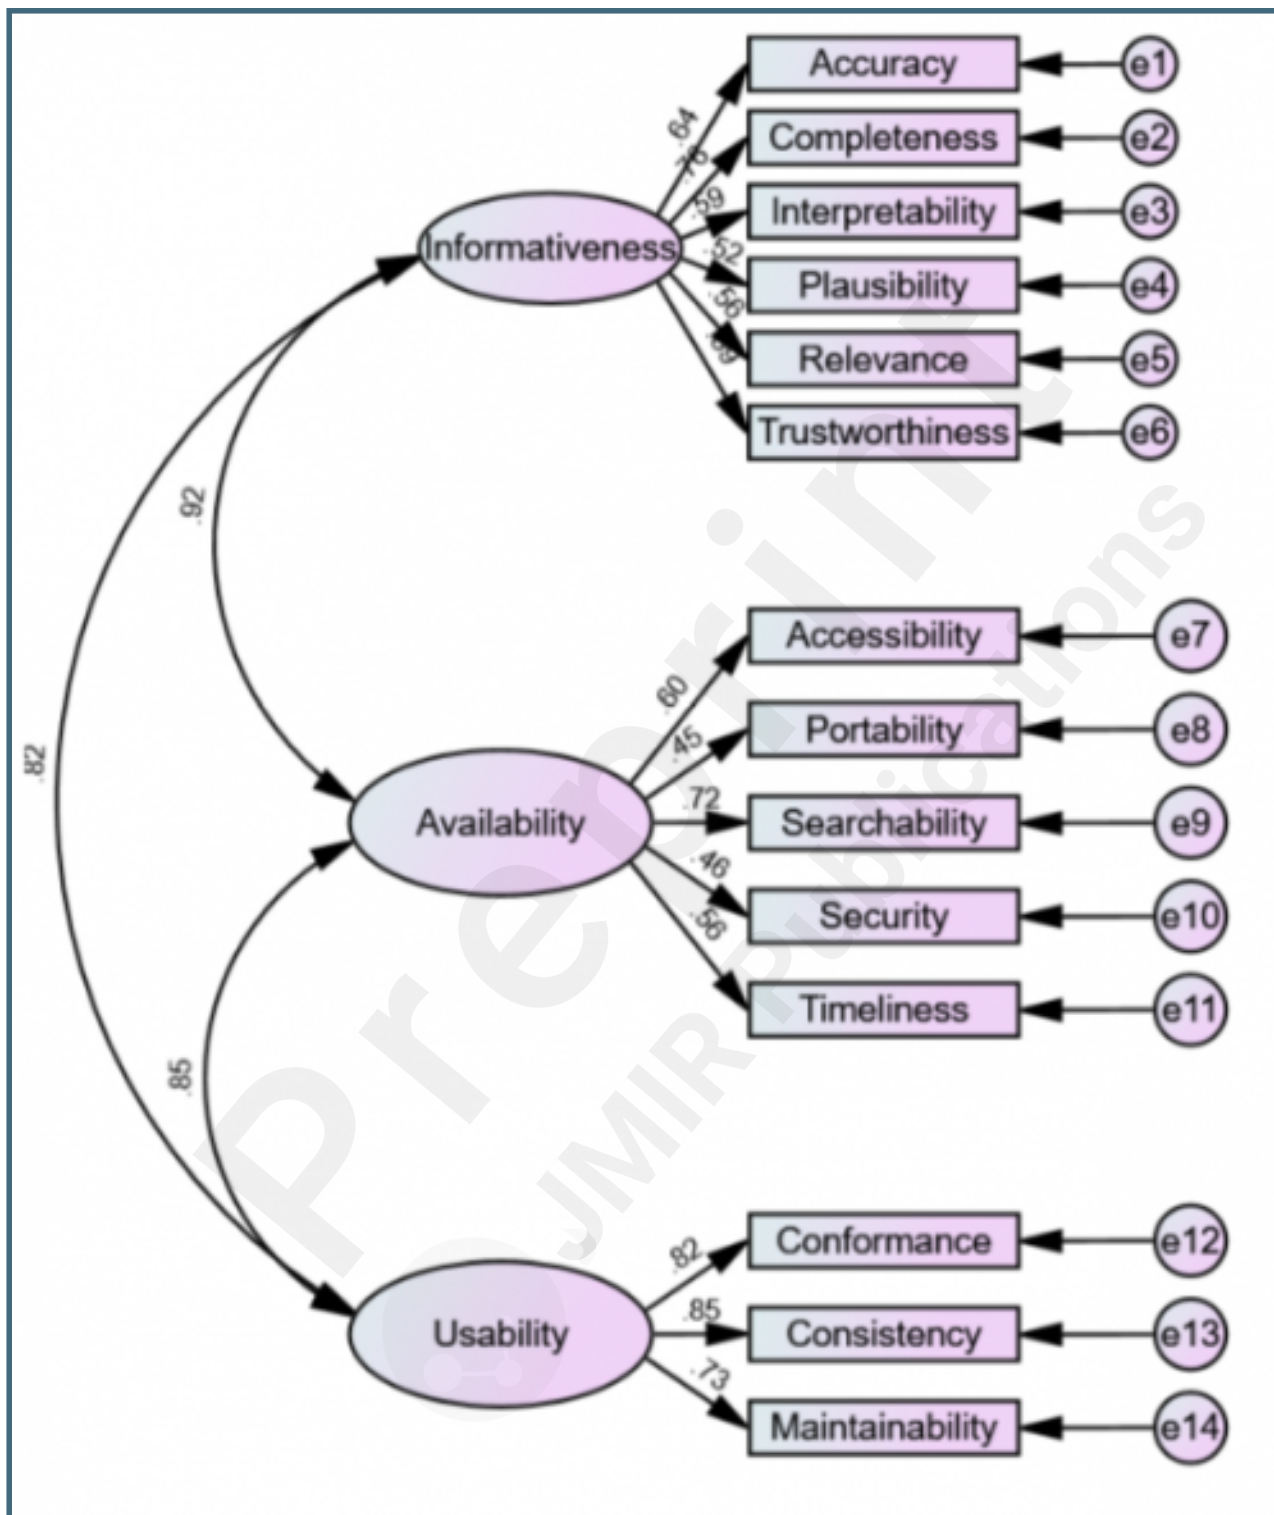 Accuracy
e1
.64
Completeness
e2
.76
Interpretability
e3
.59
Informativeness
Plausibility
e4
.52
Relevance
e5
.56
Trustworthiness
e6
.92
.82
Accessibility
e7
.60
Portability
e8
.45
Availability
Searchability
e9
.72
Security
e10
.46
Timeliness
e11
.56
.85
Conformance
e12
.82
Usability
Consistency
e13
.85
Maintainability
e14
.73
Preprint
JMIR Publications